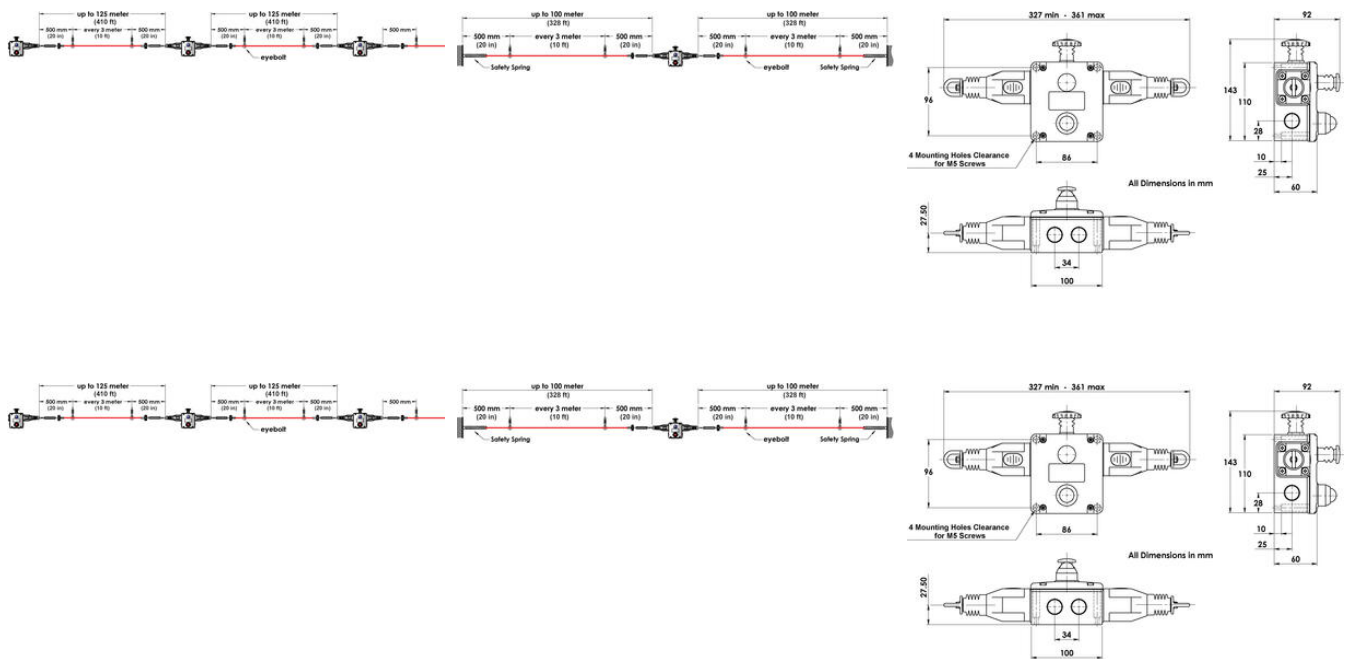 up to 125 meter
(410 ft)
500 mm
(20 in)
every 3 meter
(10 ft)
500 mm
(20 in)
up to 125 meter
(410 ft)
500 mm
(20 in)
every 3 meter
(10 ft)
500 mm
(20 in)
500 mm
(20 in)
eyebolt
up to 100 meter
(328 ft)
500 mm
(20 in)
every 3 meter
(10 ft)
500 mm
(20 in)
Safety Spring
up to 100 meter
(328 ft)
500 mm
(20 in)
every 3 meter
(10 ft)
500 mm
(20 in)
eyebolt
Safety Spring
327 min - 361 max
96
4 Mounting Holes Clearance
for M5 Screws
86
92
143
110
28
10
25
60
All Dimensions in mm
27.50
34
100
up to 125 meter
(410 ft)
500 mm
(20 in)
every 3 meter
(10 ft)
500 mm
(20 in)
up to 125 meter
(410 ft)
500 mm
(20 in)
every 3 meter
(10 ft)
500 mm
(20 in)
500 mm
(20 in)
eyebolt
up to 100 meter
(328 ft)
500 mm
(20 in)
every 3 meter
(10 ft)
500 mm
(20 in)
Safety Spring
up to 100 meter
(328 ft)
500 mm
(20 in)
every 3 meter
(10 ft)
500 mm
(20 in)
eyebolt
Safety Spring
327 min - 361 max
96
4 Mounting Holes Clearance
for M5 Screws
86
92
143
110
28
10
25
60
All Dimensions in mm
27.50
34
100